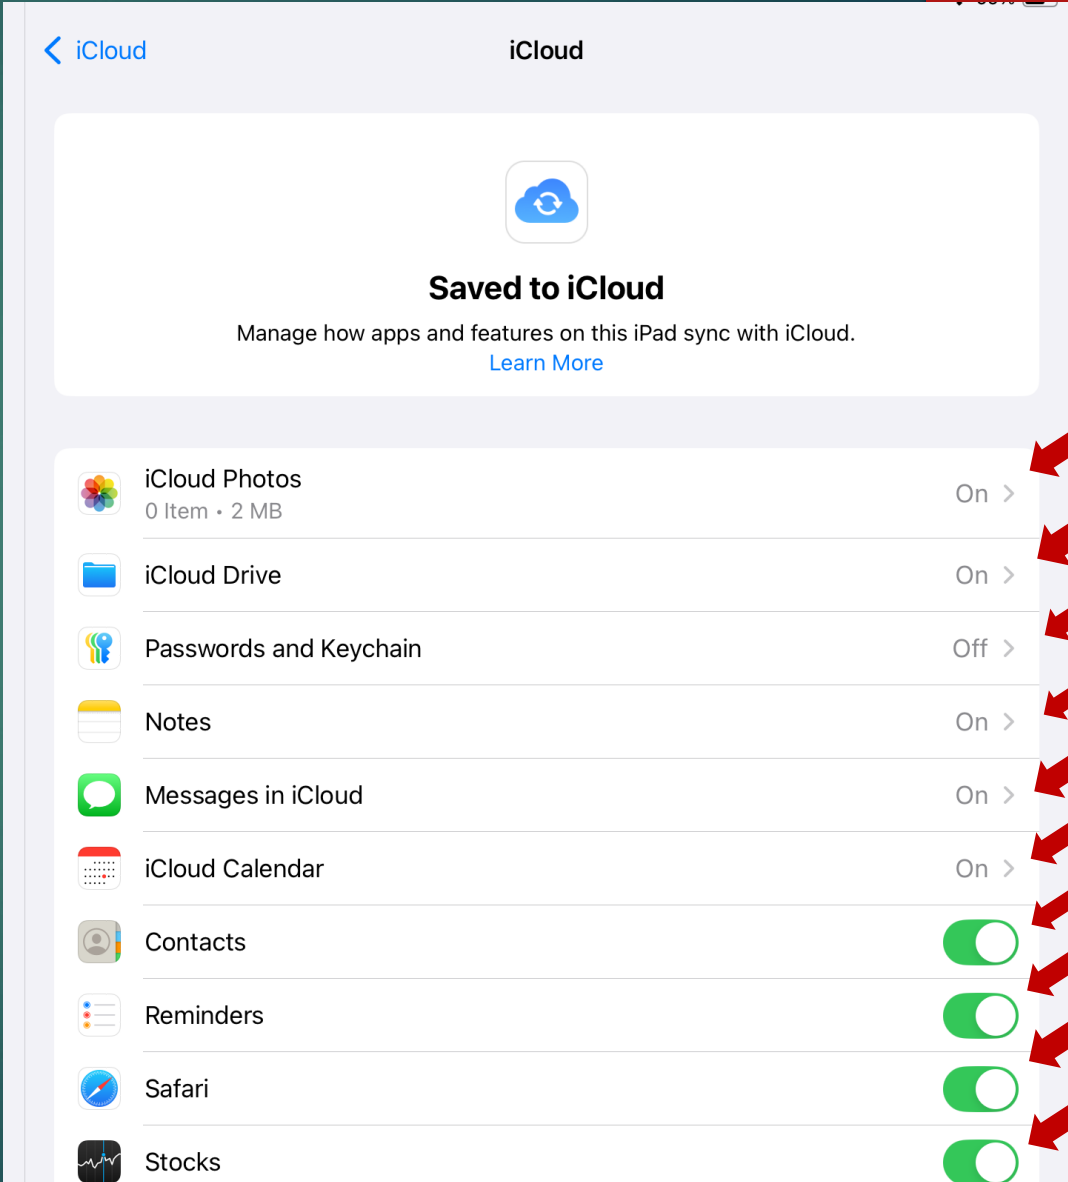 iCloud
iCloud
Saved to iCloud
Manage how apps and features on this iPad sync with iCloud.
Learn More
iCloud Photos
0 Item • 2 MB
On
iCloud Drive
On
Passwords and Keychain
Off
Notes
On
Messages in iCloud
On
iCloud Calendar
On
Contacts
Reminders
Safari
Stocks